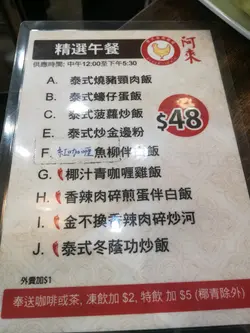 精選午餐
阿東
供應時間: 中午12:00至下午5:30
A. 泰式燒豬頸肉飯
B. 泰式蠔仔蛋飯
C. 泰式菠蘿炒飯
$48
E. 泰式炒金邊粉
F. 魚柳伴飯
G. 椰汁青咖喱雞飯
H. 香辣肉碎煎蛋伴白飯
I. 金不換香辣肉碎炒河
J. 泰式冬蔭功炒飯
外賣加$1
奉送咖啡或茶, 凍飲加 $2, 特飲 加 $5 (椰青除外)